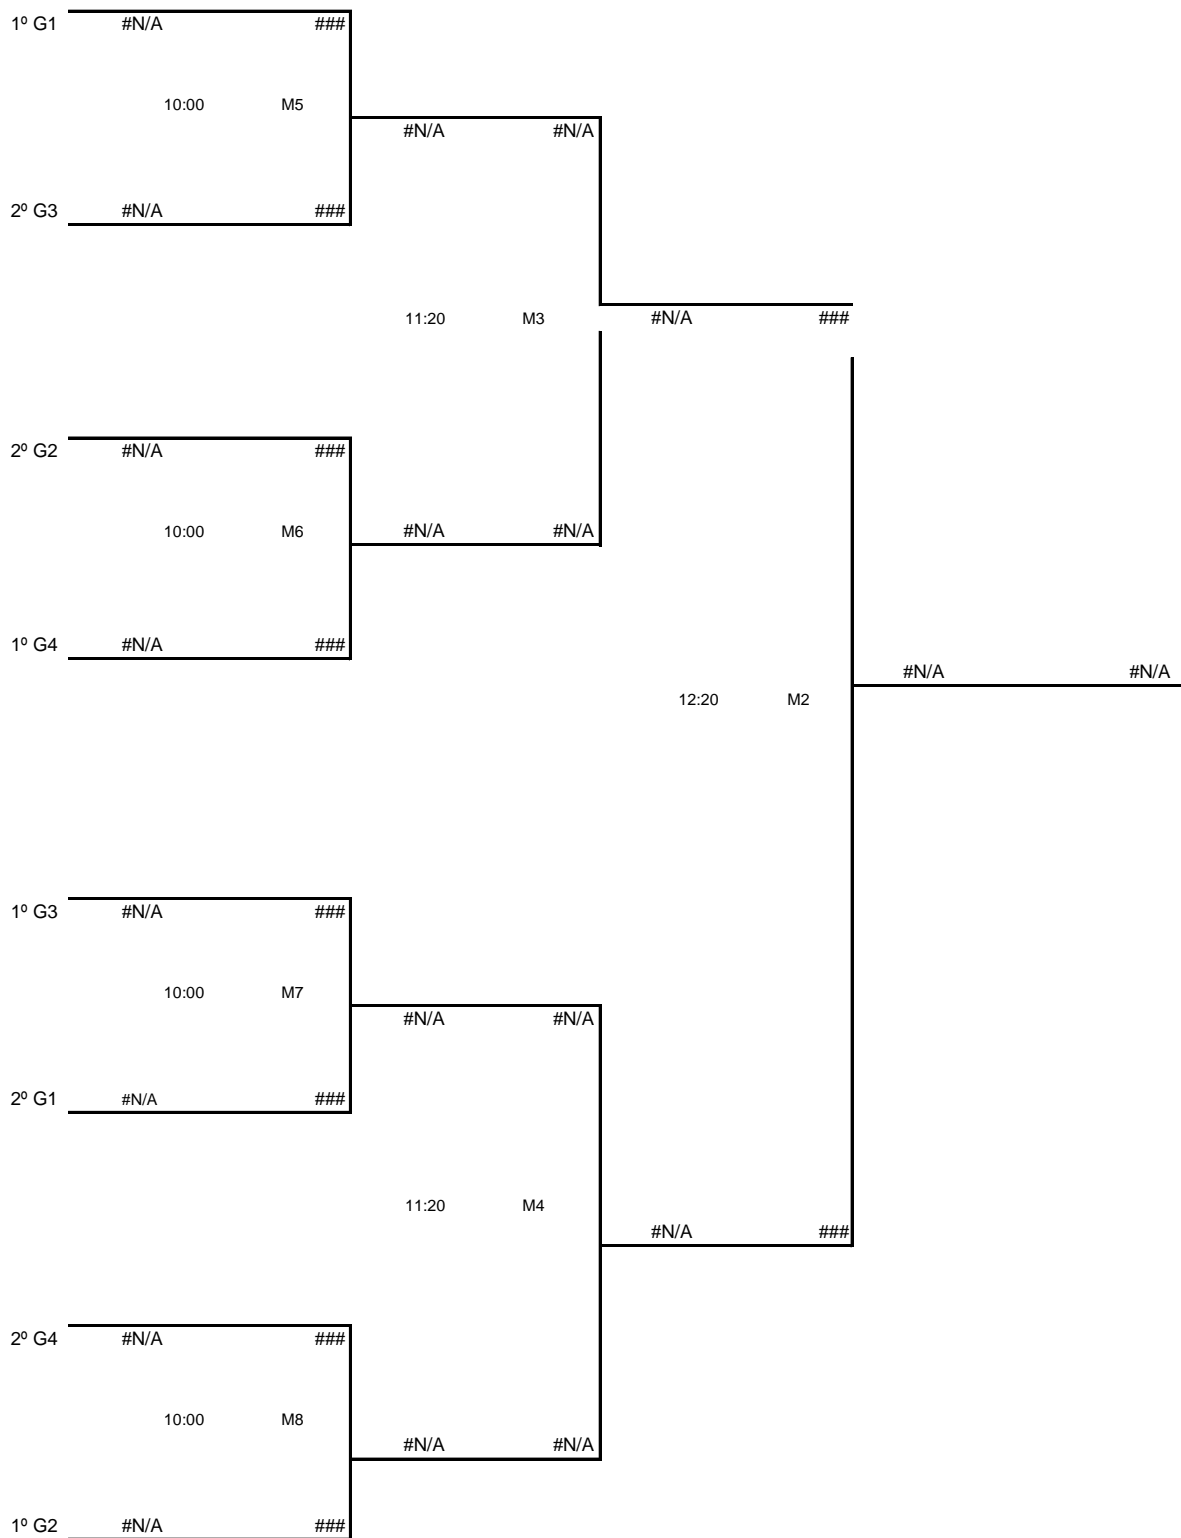 1º G1 #N/A ###
10:00 M5
#N/A #N/A
2º G3 #N/A ###
11:20 M3 #N/A ###
2º G2 #N/A ###
10:00 M6 #N/A #N/A
1º G4 #N/A ###
#N/A #N/A
12:20 M2
1º G3 #N/A ###
10:00 M7
#N/A #N/A
2º G1 #N/A ###
11:20 M4
#N/A ###
2º G4 #N/A ###
10:00 M8
#N/A #N/A
1º G2 #N/A ###